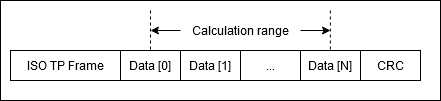 Calculation range
ISO TP Frame Data [0] Data [1] ... Data [N] CRC